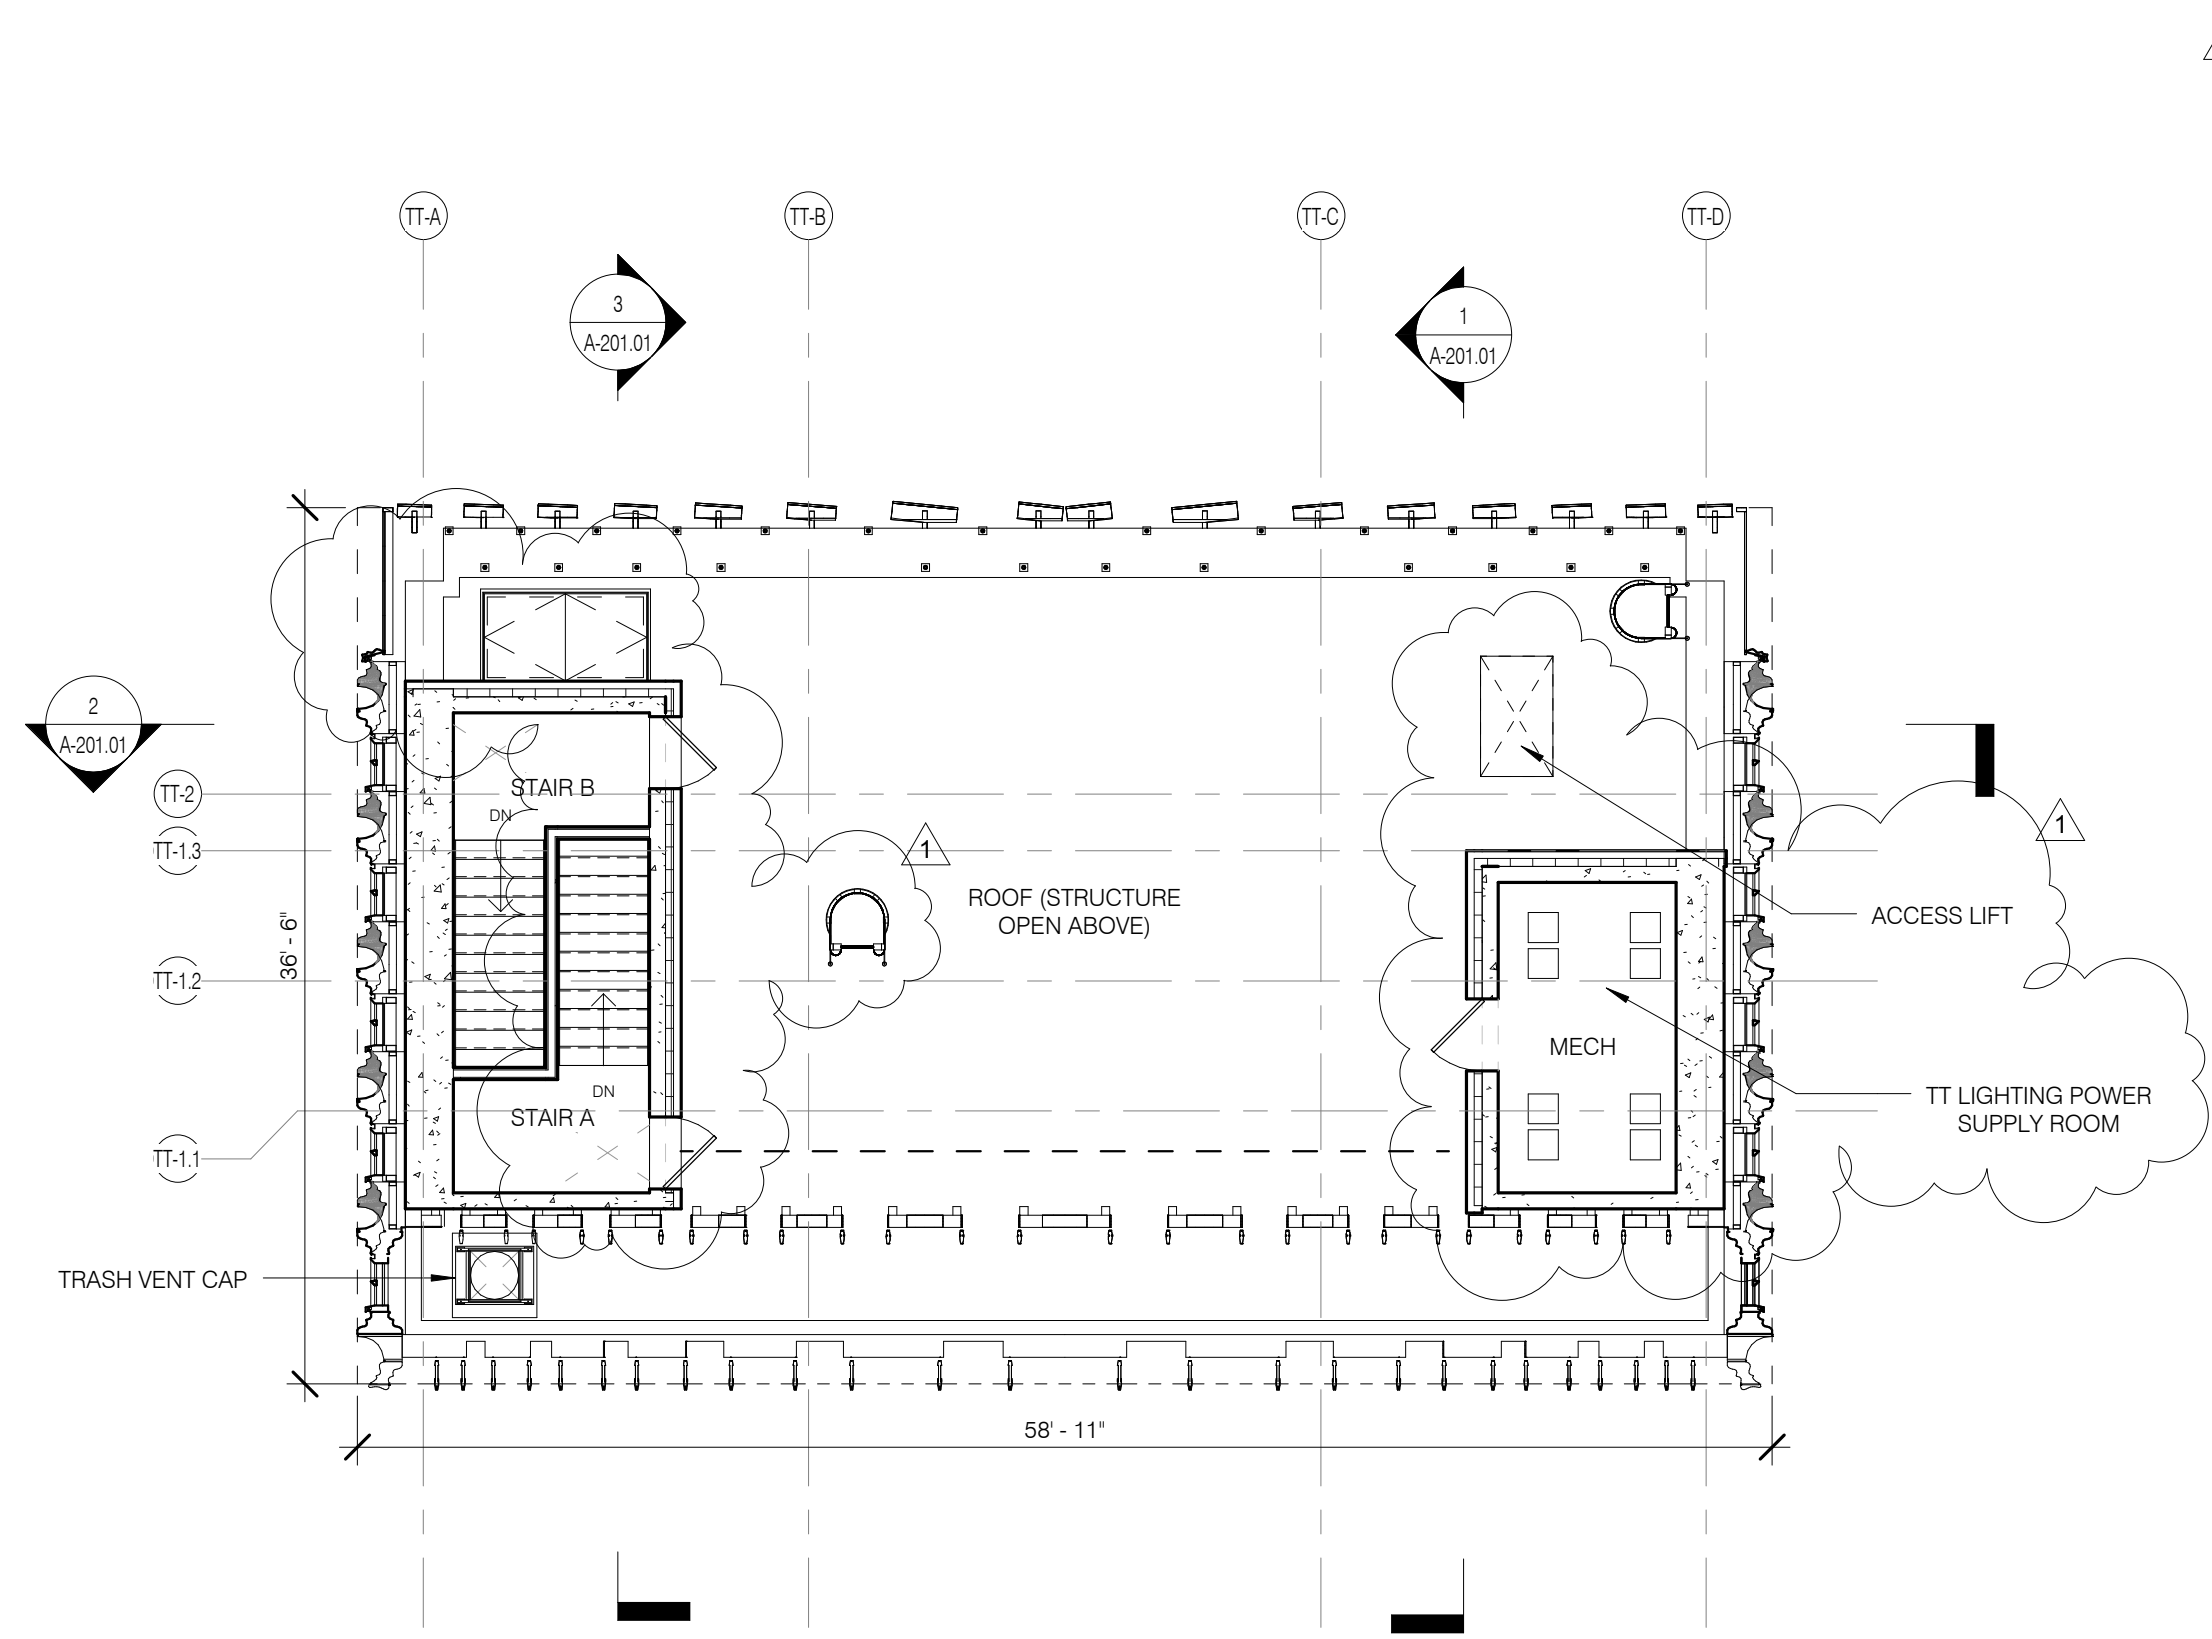 TT-A
TT-B
TT-C
TT-D
3
A-201.01
1
A-201.01
2
A-201.01
TT-2
TT-1.3
TT-1.2
TT-1.1
36' - 6"
STAIR B
DN
DN
STAIR A
1
ROOF (STRUCTURE
OPEN ABOVE)
1
ACCESS LIFT
MECH
TT LIGHTING POWER
SUPPLY ROOM
TRASH VENT CAP
58' - 11"